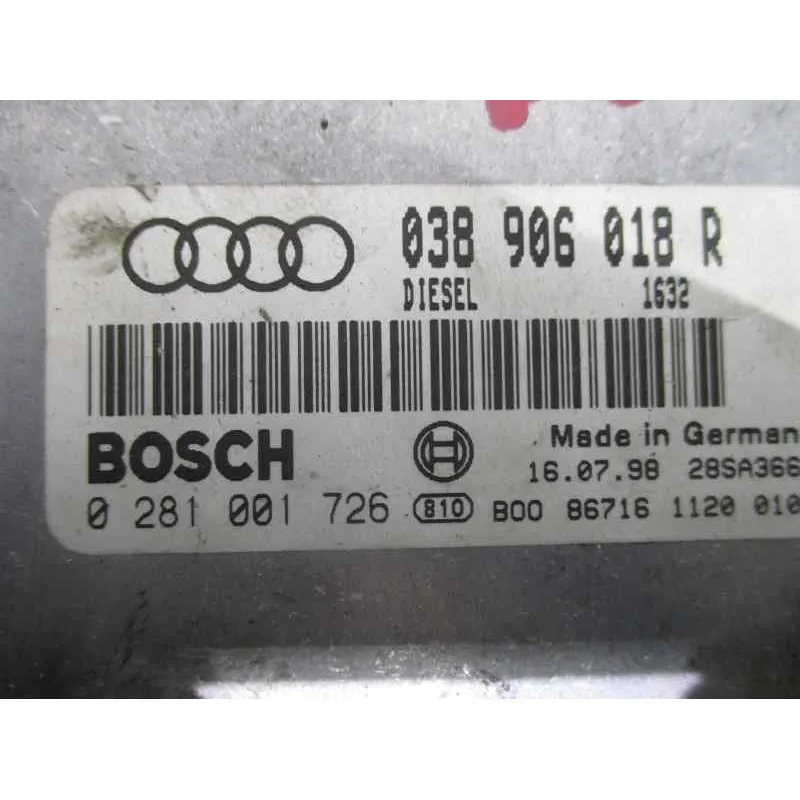 038 906 018 R
DIESEL 1632
BOSCH
Made in German
16.07.98 28SA366
0 281 001 726 810 B00 86716 1120 010